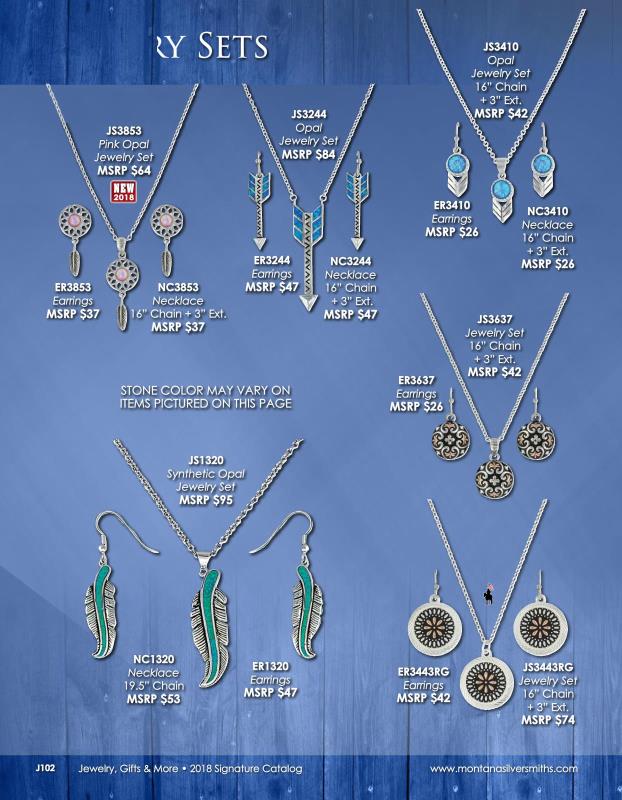 RY SETS
JS3410
Opal
Jewelry Set
16" Chain
+ 3" Ext.
MSRP $42
ER3410
Earrings
MSRP $26
NC3410
Necklace
16" Chain
+ 3" Ext.
MSRP $26
JS3853
Pink Opal
Jewelry Set
MSRP $64
NEW
2018
ER3853
Earrings
MSRP $37
NC3853
Necklace
16" Chain + 3" Ext.
MSRP $37
JS3244
Opal
Jewelry Set
MSRP $84
ER3244
Earrings
MSRP $47
NC3244
Necklace
16" Chain
+ 3" Ext.
MSRP $47
JS3637
Jewelry Set
16" Chain
+ 3" Ext.
MSRP $42
ER3637
Earrings
MSRP $26
STONE COLOR MAY VARY ON
ITEMS PICTURED ON THIS PAGE
JS1320
Synthetic Opal
Jewelry Set
MSRP $95
NC1320
Necklace
19.5" Chain
MSRP $53
ER1320
Earrings
MSRP $47
ER3443RG
Earrings
MSRP $42
JS3443RG
Jewelry Set
16" Chain
+ 3" Ext.
MSRP $74
J102 Jewelry, Gifts & More • 2018 Signature Catalog www.montanasilversmiths.com